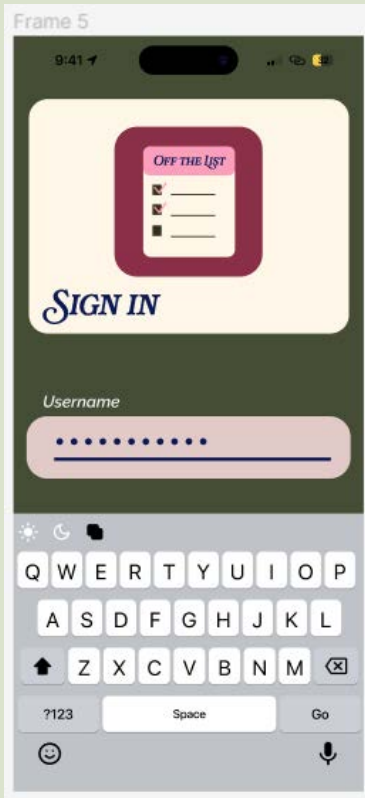 Frame 5
9:41
OFF THE LIST
SIGN IN
Username
Q W E R T Y U I O P
A S D F G H J K L
Z X C V B N M
?123 Space Go